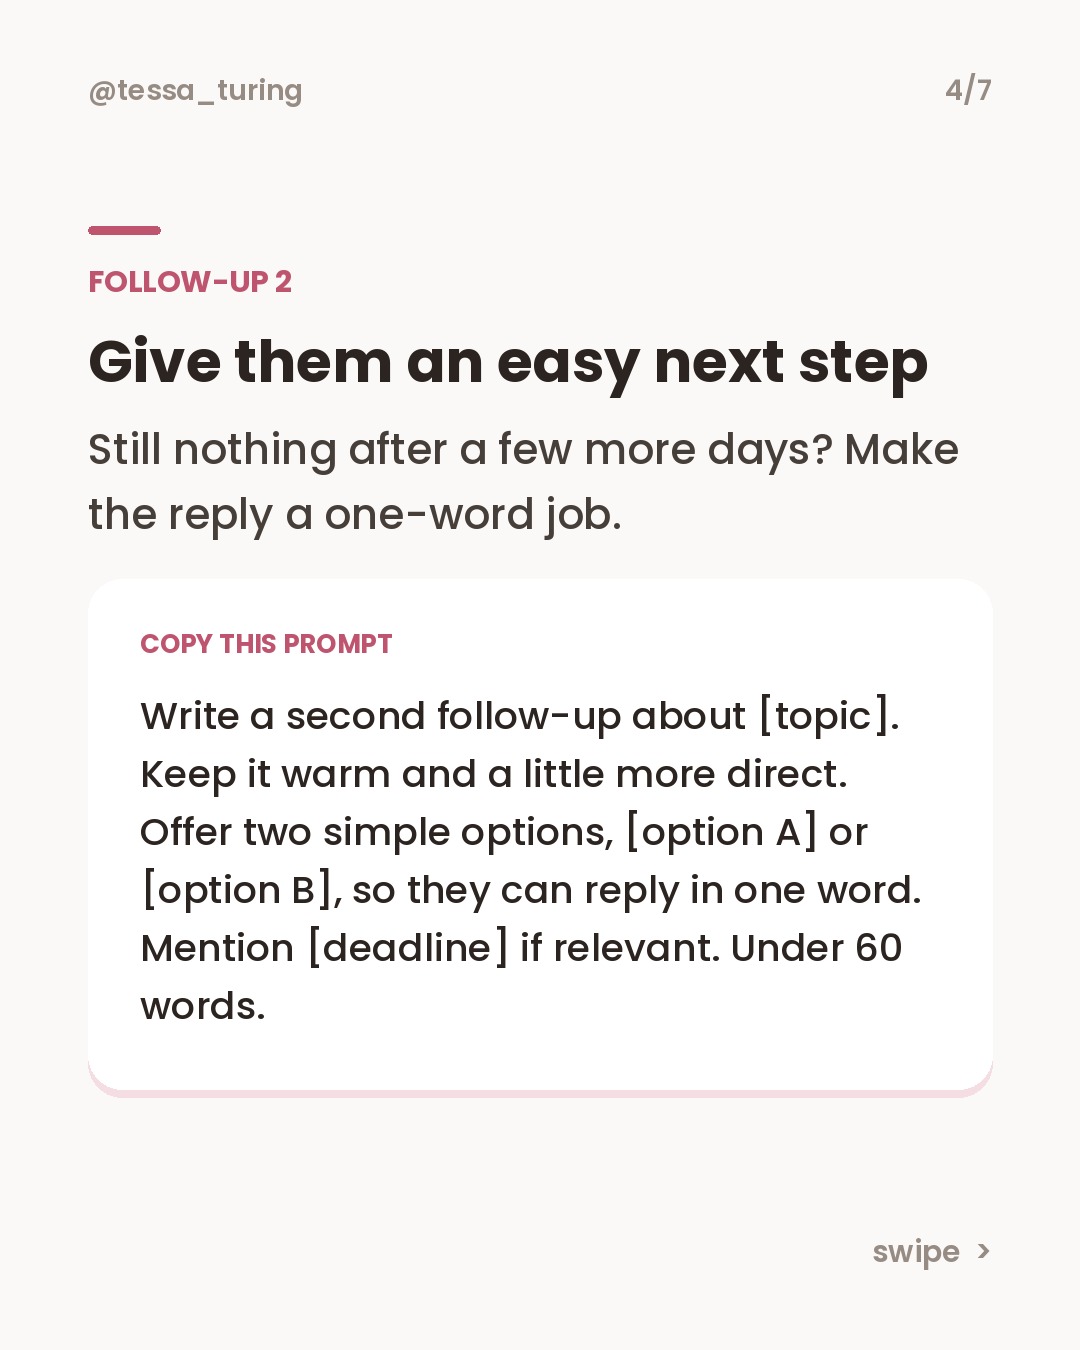 @tessa_turing
4/7
FOLLOW-UP 2
Give them an easy next step
Still nothing after a few more days? Make
the reply a one-word job.
COPY THIS PROMPT
Write a second follow-up about [topic].
Keep it warm and a little more direct.
Offer two simple options, [option A] or
[option B], so they can reply in one word.
Mention [deadline] if relevant. Under 60
words.
swipe >